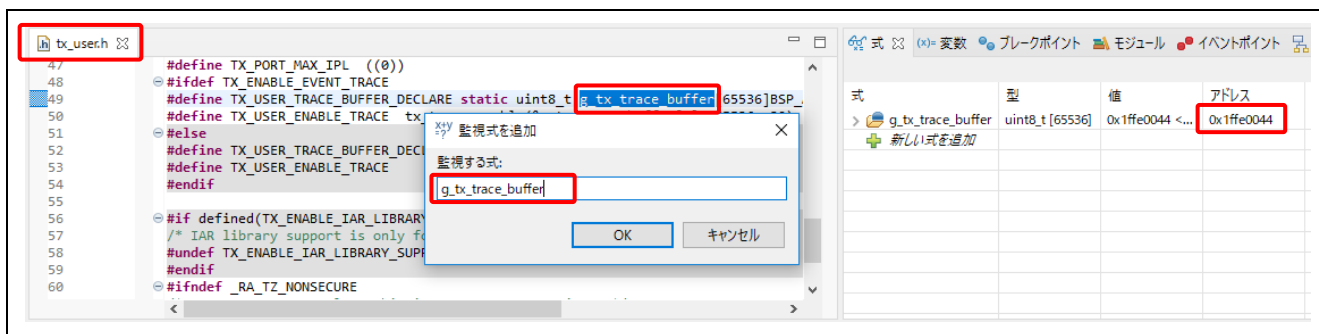 tx_user.h
47 #define TX_PORT_MAX_IPL ((0))
48 #ifdef TX_ENABLE_EVENT_TRACE
49 #define TX_USER_TRACE_BUFFER_DECLARE static uint8_t g_tx_trace_buffer[65536]BSP_
50 #define TX_USER_ENABLE_TRACE tx_
51 #else
52 #define TX_USER_TRACE_BUFFER_DECL
53 #define TX_USER_ENABLE_TRACE
54 #endif
55
56 #if defined(TX_ENABLE_IAR_LIBRARY
57 /* IAR library support is only fo
58 #undef TX_ENABLE_IAR_LIBRARY_SUPP
59 #endif
60 #ifndef _RA_TZ_NONSECURE
監視式を追加
監視する式:
g_tx_trace_buffer
OK キャンセル
式 (x)= 変数 ブレークポイント モジュール イベントポイント
式 型 値 アドレス
g_tx_trace_buffer uint8_t [65536] 0x1ffe0044 <... 0x1ffe0044
新しい式を追加